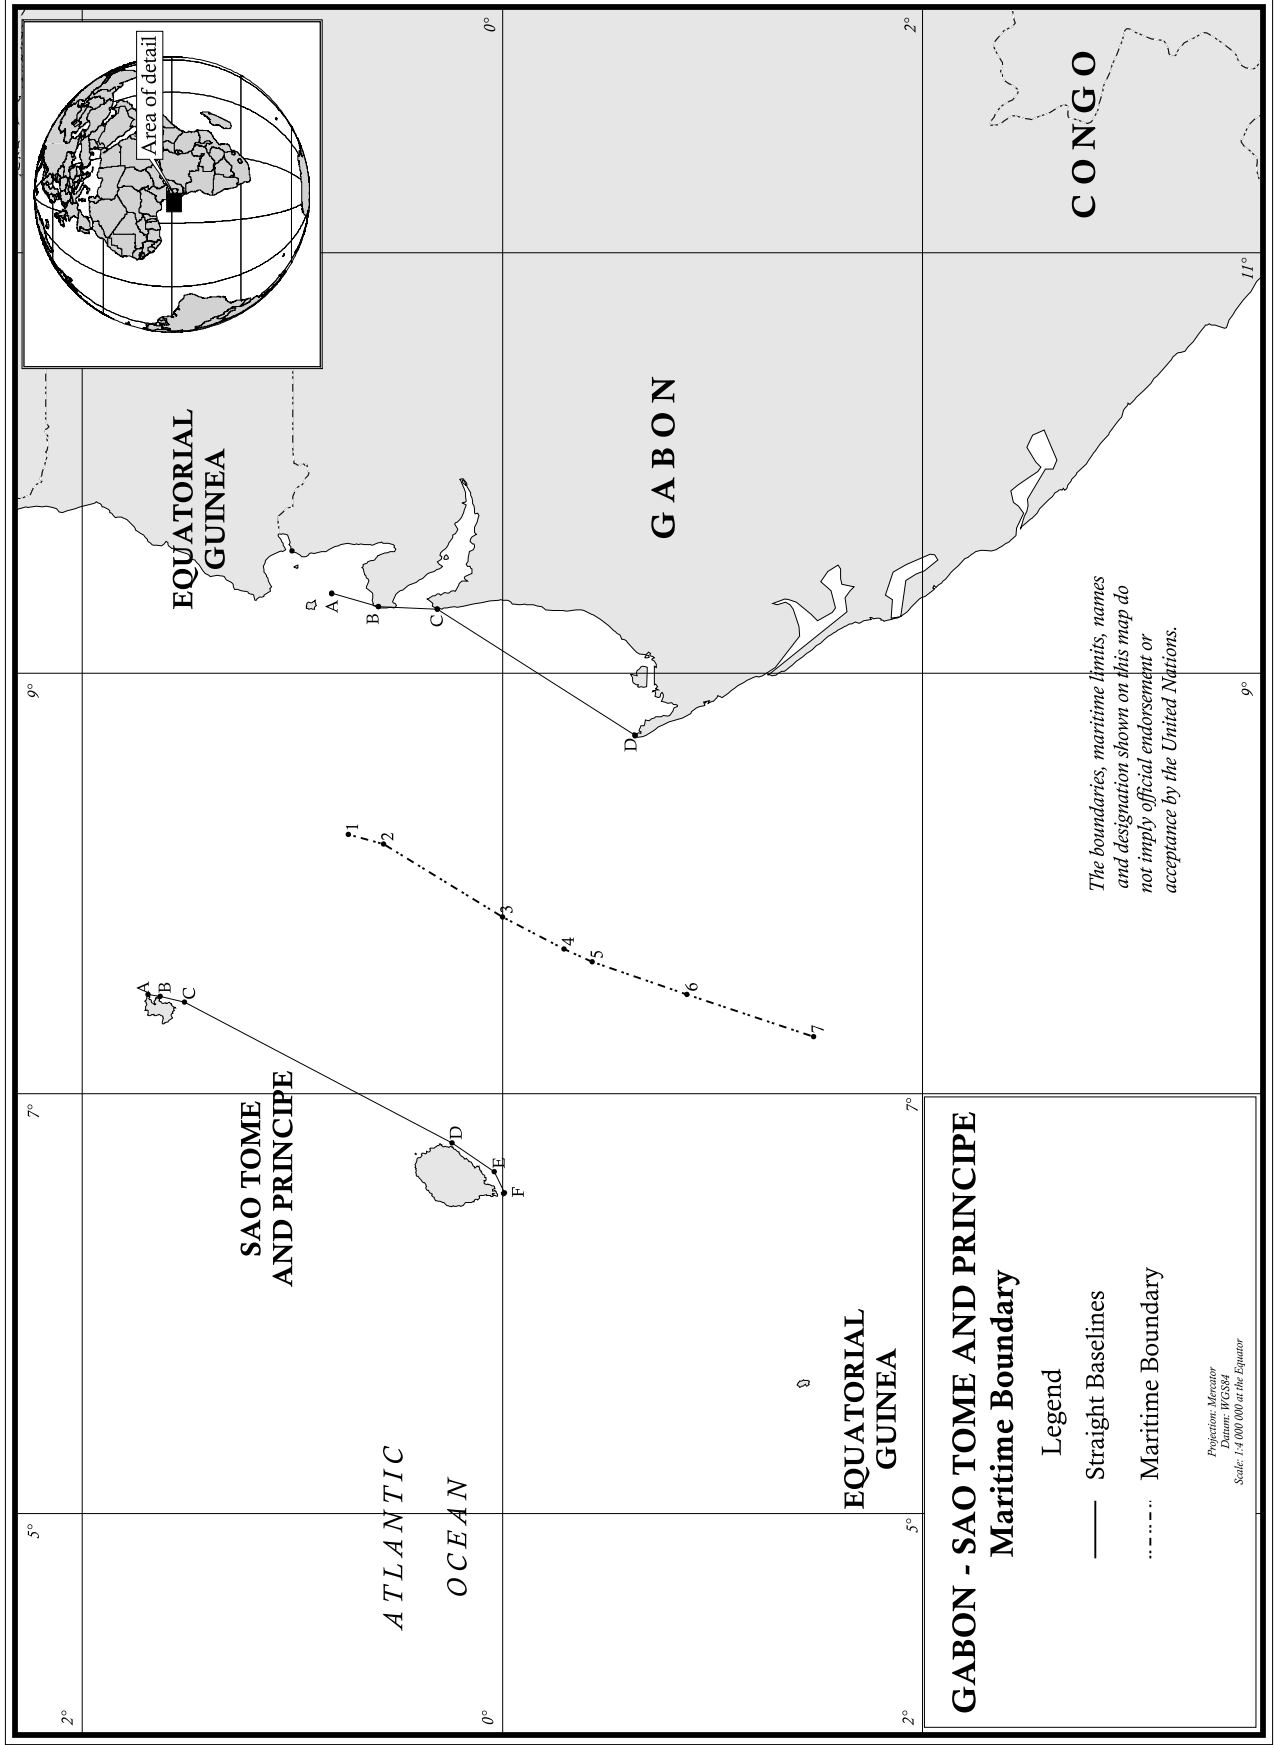 Area of detail
0°
2°
CONGO
11°
EQUATORIAL
GUINEA
GABON
A
B
C
D
9°
9°
1
2
3
4
5
6
7
The boundaries, maritime limits, names
and designation shown on this map do
not imply official endorsement or
acceptance by the United Nations.
A
B
C
D
E
F
SAO TOME
AND PRINCIPE
7°
7°
EQUATORIAL
GUINEA
ATLANTIC
OCEAN
5°
5°
2°
0°
2°
GABON - SAO TOME AND PRINCIPE
Maritime Boundary
Legend
Straight Baselines
Maritime Boundary
Projection: Mercator
Datum: WGS84
Scale: 1:4 000 000 at the Equator